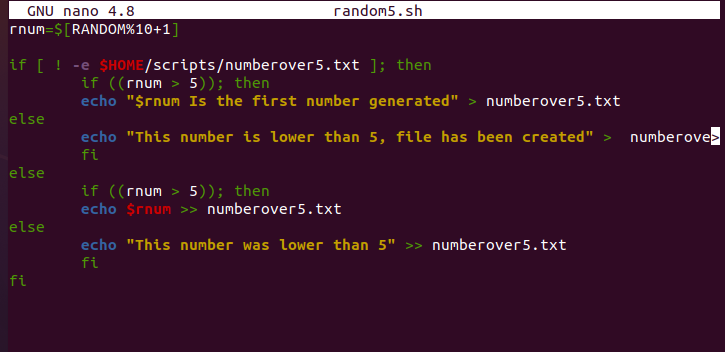 GNU nano 4.8 random5.sh
rnum=$[RANDOM%10+1]
if [ ! -e $HOME/scripts/numberover5.txt ]; then
if ((rnum > 5)); then
echo "$rnum Is the first number generated" > numberover5.txt
else
echo "This number is lower than 5, file has been created" >  numberove>
fi
else
if ((rnum > 5)); then
echo $rnum >> numberover5.txt
else
echo "This number was lower than 5" >> numberover5.txt
fi
fi